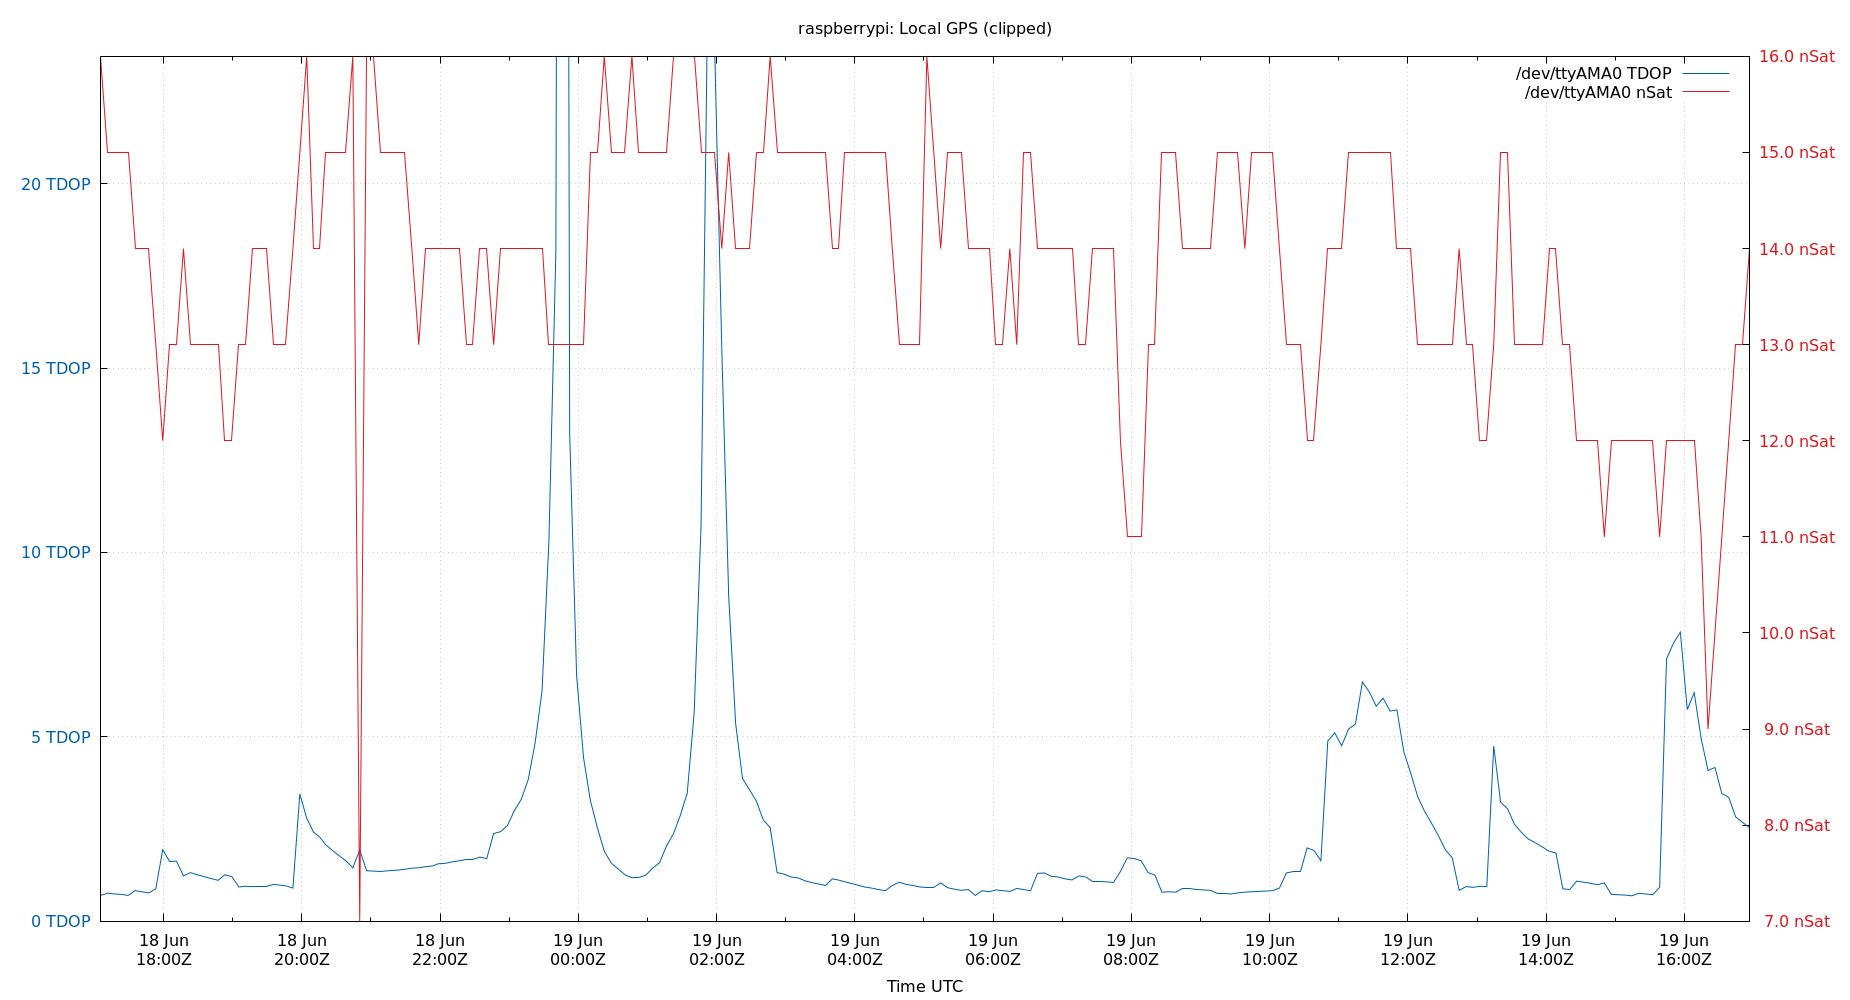 raspberrypi: Local GPS (clipped)
/dev/ttyAMA0 TDOP
/dev/ttyAMA0 nSat
20 TDOP
15 TDOP
10 TDOP
5 TDOP
0 TDOP
16.0 nSat
15.0 nSat
14.0 nSat
13.0 nSat
12.0 nSat
11.0 nSat
10.0 nSat
9.0 nSat
8.0 nSat
7.0 nSat
18 Jun 18:00Z
18 Jun 20:00Z
18 Jun 22:00Z
19 Jun 00:00Z
19 Jun 02:00Z
19 Jun 04:00Z
19 Jun 06:00Z
19 Jun 08:00Z
19 Jun 10:00Z
19 Jun 12:00Z
19 Jun 14:00Z
19 Jun 16:00Z
Time UTC